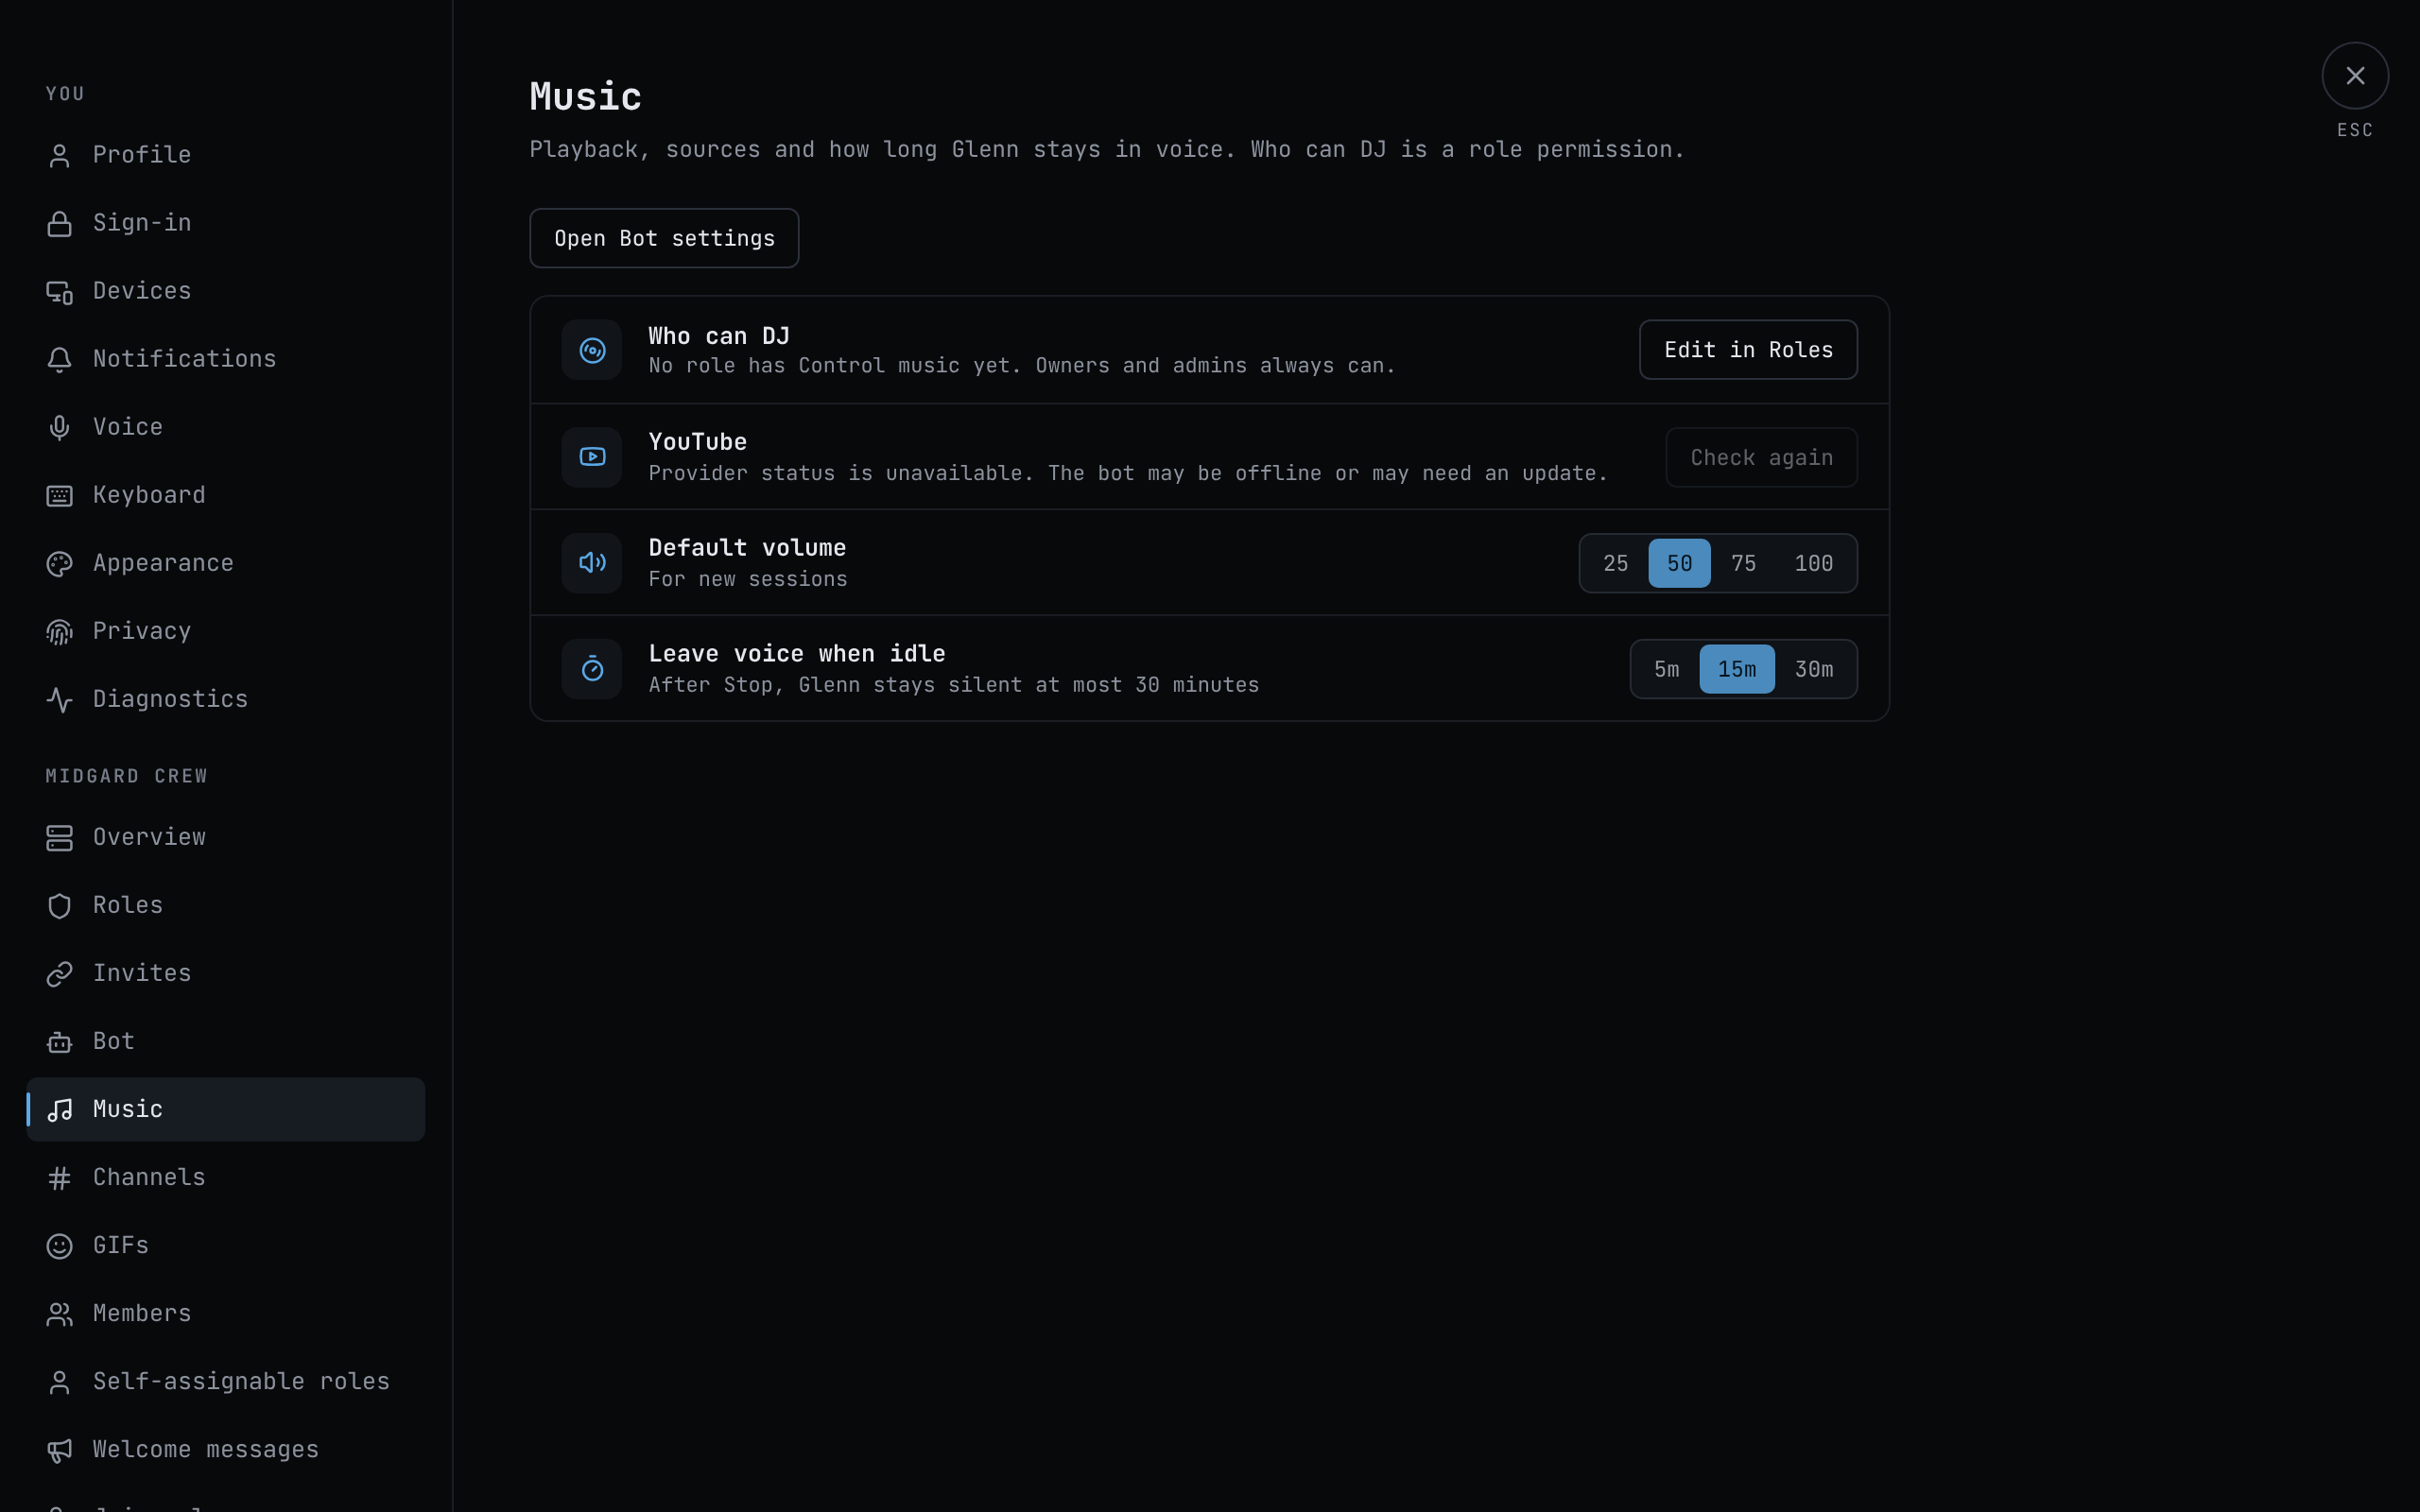 YOU
Profile
Sign-in
Devices
Notifications
Voice
Keyboard
Appearance
Privacy
Diagnostics
MIDGARD CREW
Overview
Roles
Invites
Bot
Music
Channels
GIFs
Members
Self-assignable roles
Welcome messages
Music
Playback, sources and how long Glenn stays in voice. Who can DJ is a role permission.
Open Bot settings
Who can DJ
No role has Control music yet. Owners and admins always can.
Edit in Roles
YouTube
Provider status is unavailable. The bot may be offline or may need an update.
Check again
Default volume
For new sessions
25 50 75 100
Leave voice when idle
After Stop, Glenn stays silent at most 30 minutes
5m 15m 30m
ESC